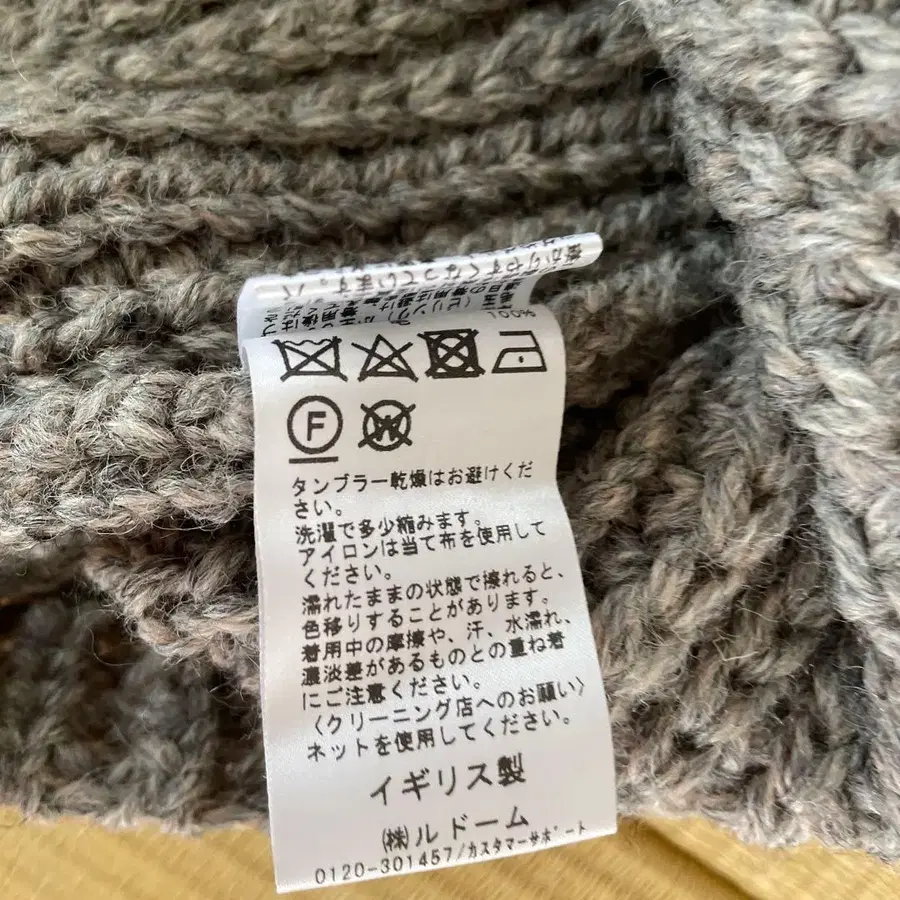 F
W
タンブラー乾燥はお避けくだ
さい。
洗濯で多少縮みます。
アイロンは当て布を使用して
ください。
濡れたままの状態で擦れると、
色移りすることがあります。
着用中の摩擦や、汗、水濡れ、
濃淡差があるものとの重ね着
にご注意ください。
〈クリーニング店へのお願い〉
ネットを使用してください。
イギリス製
㈱ルドーム
0120-301457/カスタマーサポート